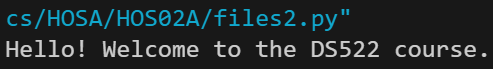 cs/HOSA/HOS02A/files2.py"
Hello! Welcome to the DS522 course.